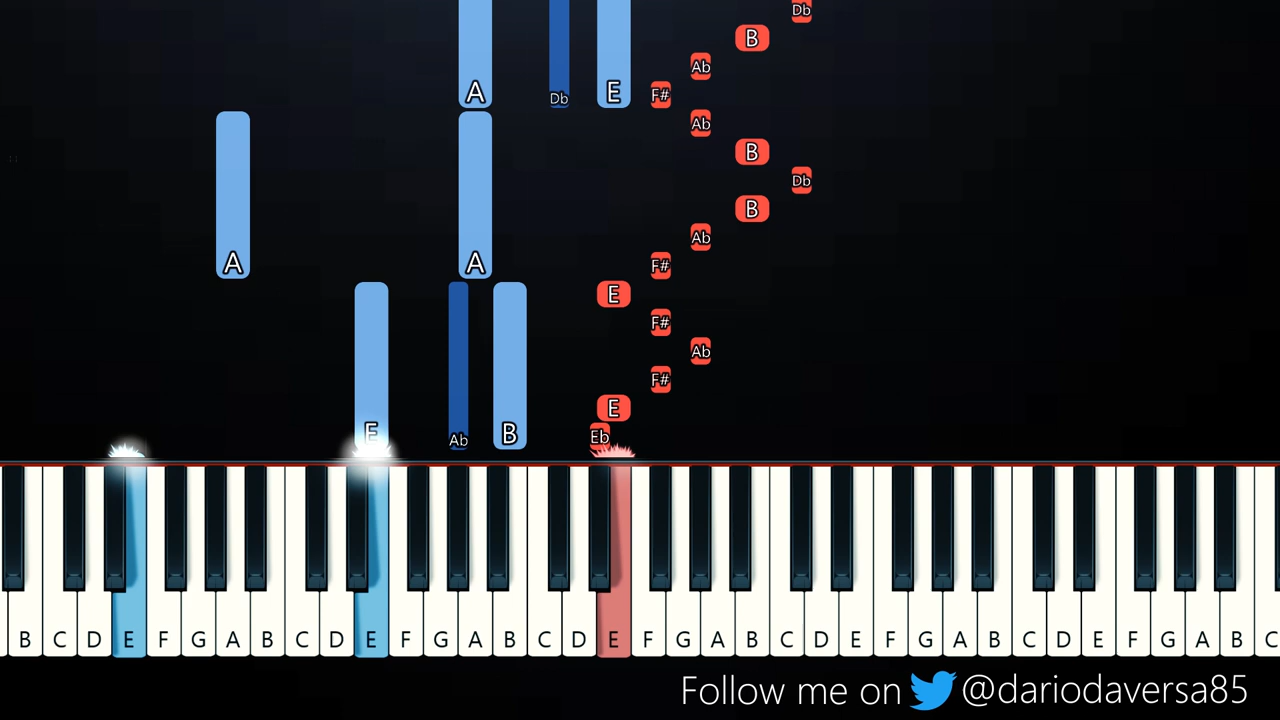 Db
B
Ab
A Db E F#
Ab
B
Db
B
Ab
A A F#
E
F#
Ab
F#
E
E Ab B Eb
B C D E F G A B C D E F G A B C D E F G A B C D E F G A B C D E F G A B C
Follow me on @dariodaversa85